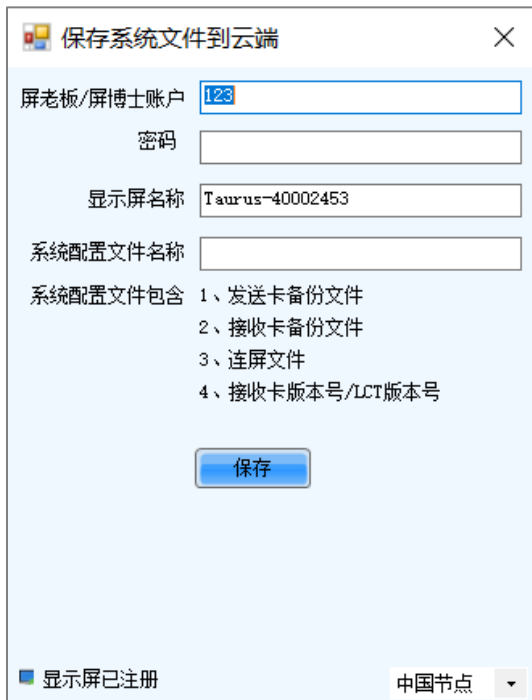 保存系统文件到云端
屏老板/屏博士账户 123
密码
显示屏名称 Taurus-40002453
系统配置文件名称
系统配置文件包含 1、发送卡备份文件
2、接收卡备份文件
3、连屏文件
4、接收卡版本号/LCT版本号
保存
显示屏已注册 中国节点